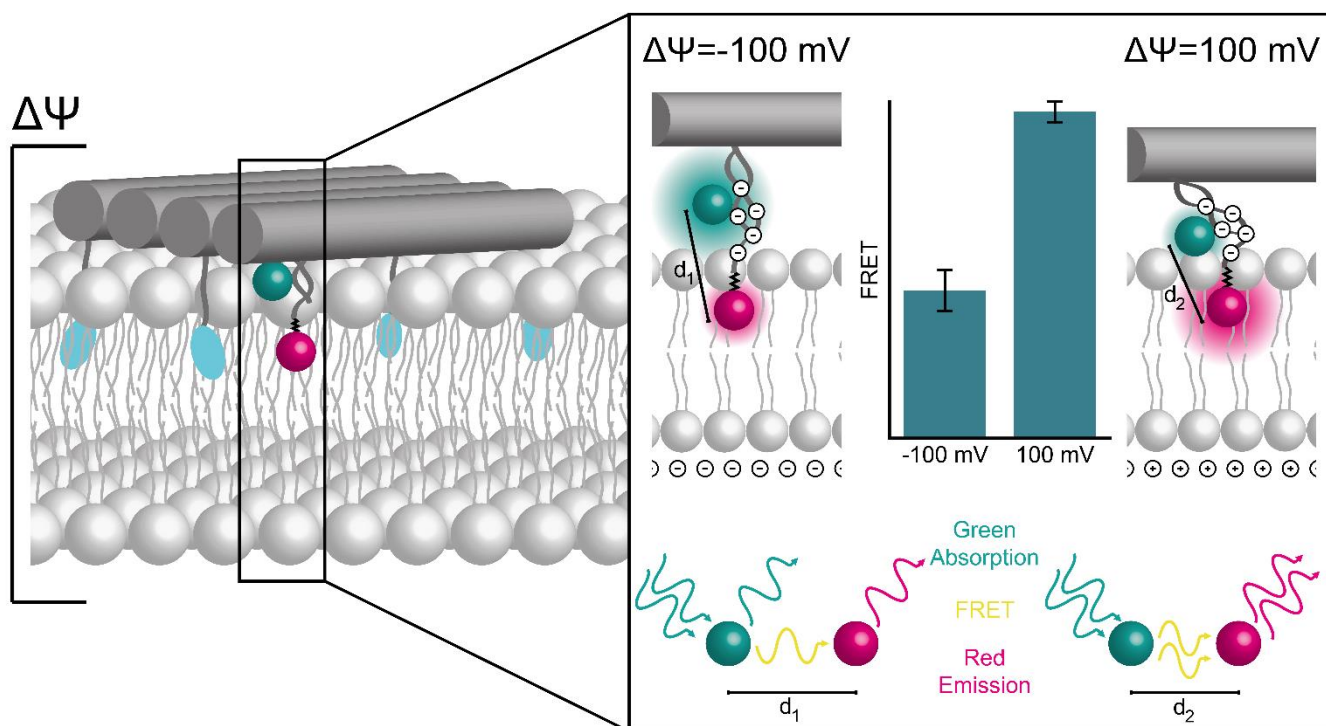 ΔΨ
ΔΨ=-100 mV
ΔΨ=100 mV
d₁
FRET
-100 mV
100 mV
d₂
Green
Absorption
FRET
Red
Emission
d₁
d₂